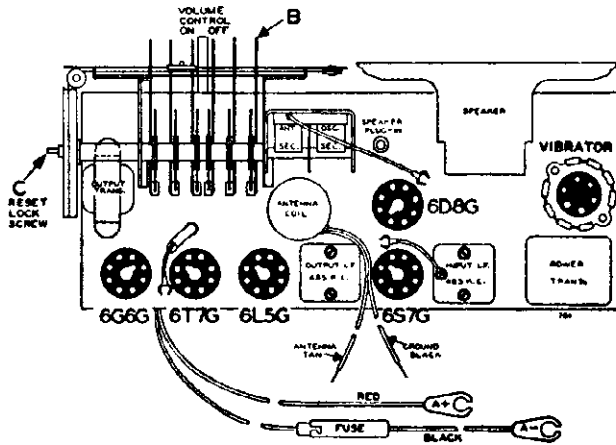 VOLUME
CONTROL
ON OFF
B
SPEAKER
VIBRATOR
ANT.
SEC.
OSC.
SEC.
SPEAKER
PLUG-IN
C
RESET
LOCK
SCREW
OUTPUT
TRANS.
ANTENNA
COIL
6D8G
OUTPUT I.F.
455 K.C.
INPUT I.F.
455 K.C.
POWER
TRANS.
6G6G
6T7G
6L5G
6S7G
ANTENNA
TAN
GROUND
BLACK
RED
A+
FUSE
BLACK
A-